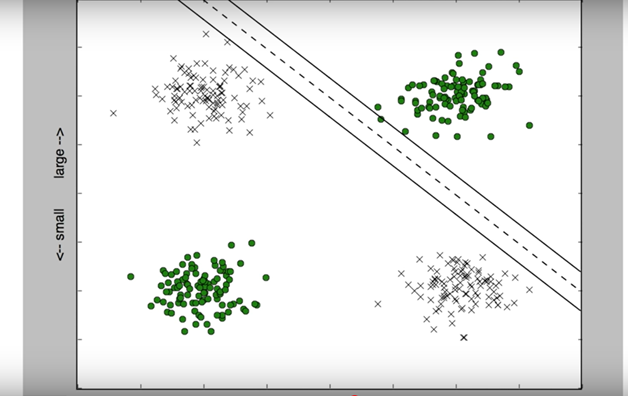 <-- small large -->